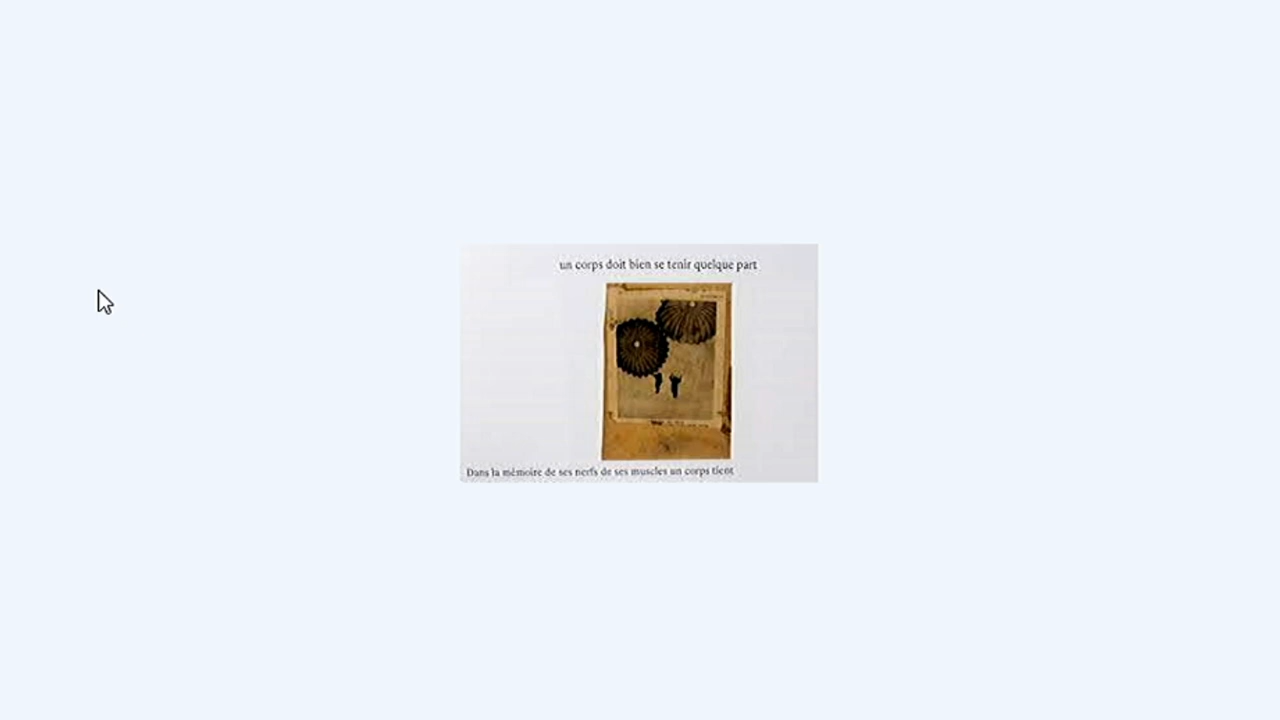 un corps doit bien se tenir quelque part
Dans la mémoire de ses nerfs de ses muscles un corps tient